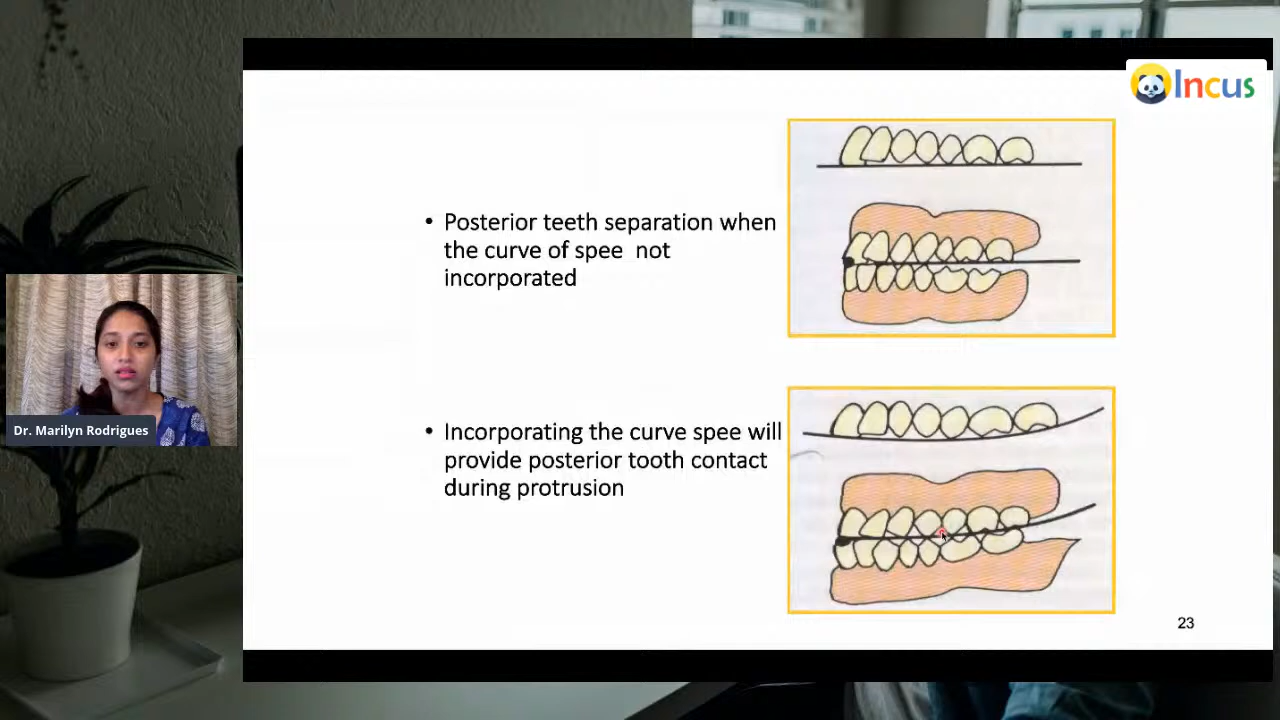 Incus
• Posterior teeth separation when
the curve of spee  not
incorporated
Dr. Marilyn Rodrigues
• Incorporating the curve spee will
provide posterior tooth contact
during protrusion
23